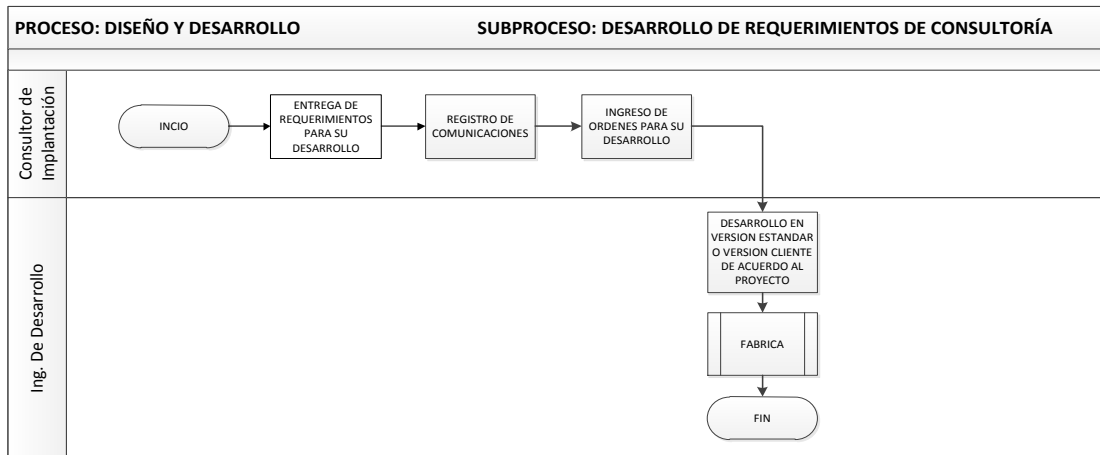 PROCESO: DISEÑO Y DESARROLLO
SUBPROCESO: DESARROLLO DE REQUERIMIENTOS DE CONSULTORÍA
Consultor de
Implantación
INCIO
ENTREGA DE
REQUERIMIENTOS
PARA SU
DESARROLLO
REGISTRO DE
COMUNICACIONES
INGRESO DE
ORDENES PARA SU
DESARROLLO
Ing. De Desarrollo
DESARROLLO EN
VERSION ESTANDAR
O VERSION CLIENTE
DE ACUERDO AL
PROYECTO
FABRICA
FIN